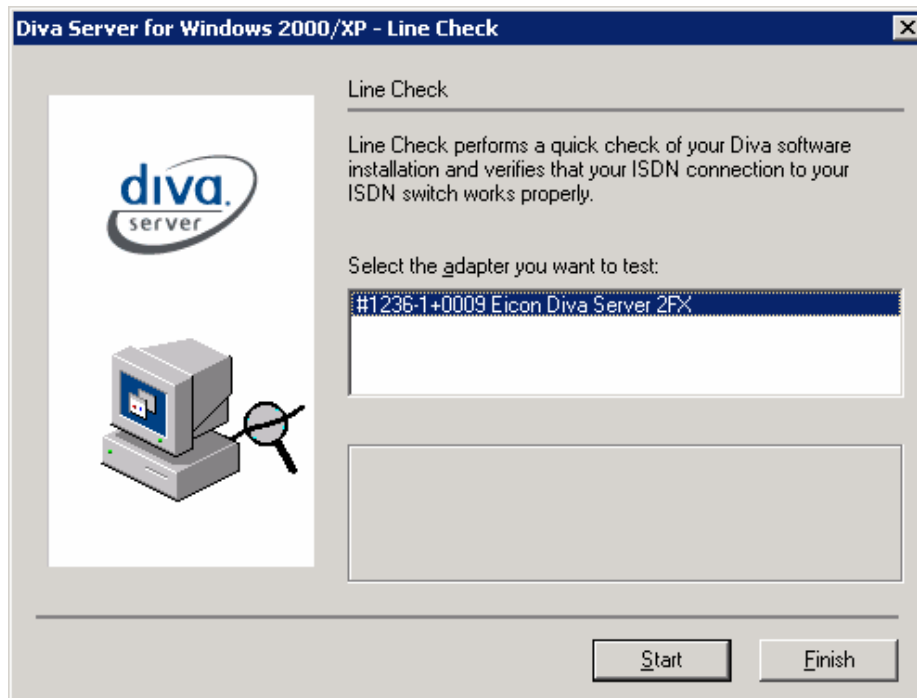 Diva Server for Windows 2000/XP - Line Check
diva.
server
Line Check
Line Check performs a quick check of your Diva software
installation and verifies that your ISDN connection to your
ISDN switch works properly.
Select the adapter you want to test:
#1236-1+0009 Eicon Diva Server 2FX
Start
Finish